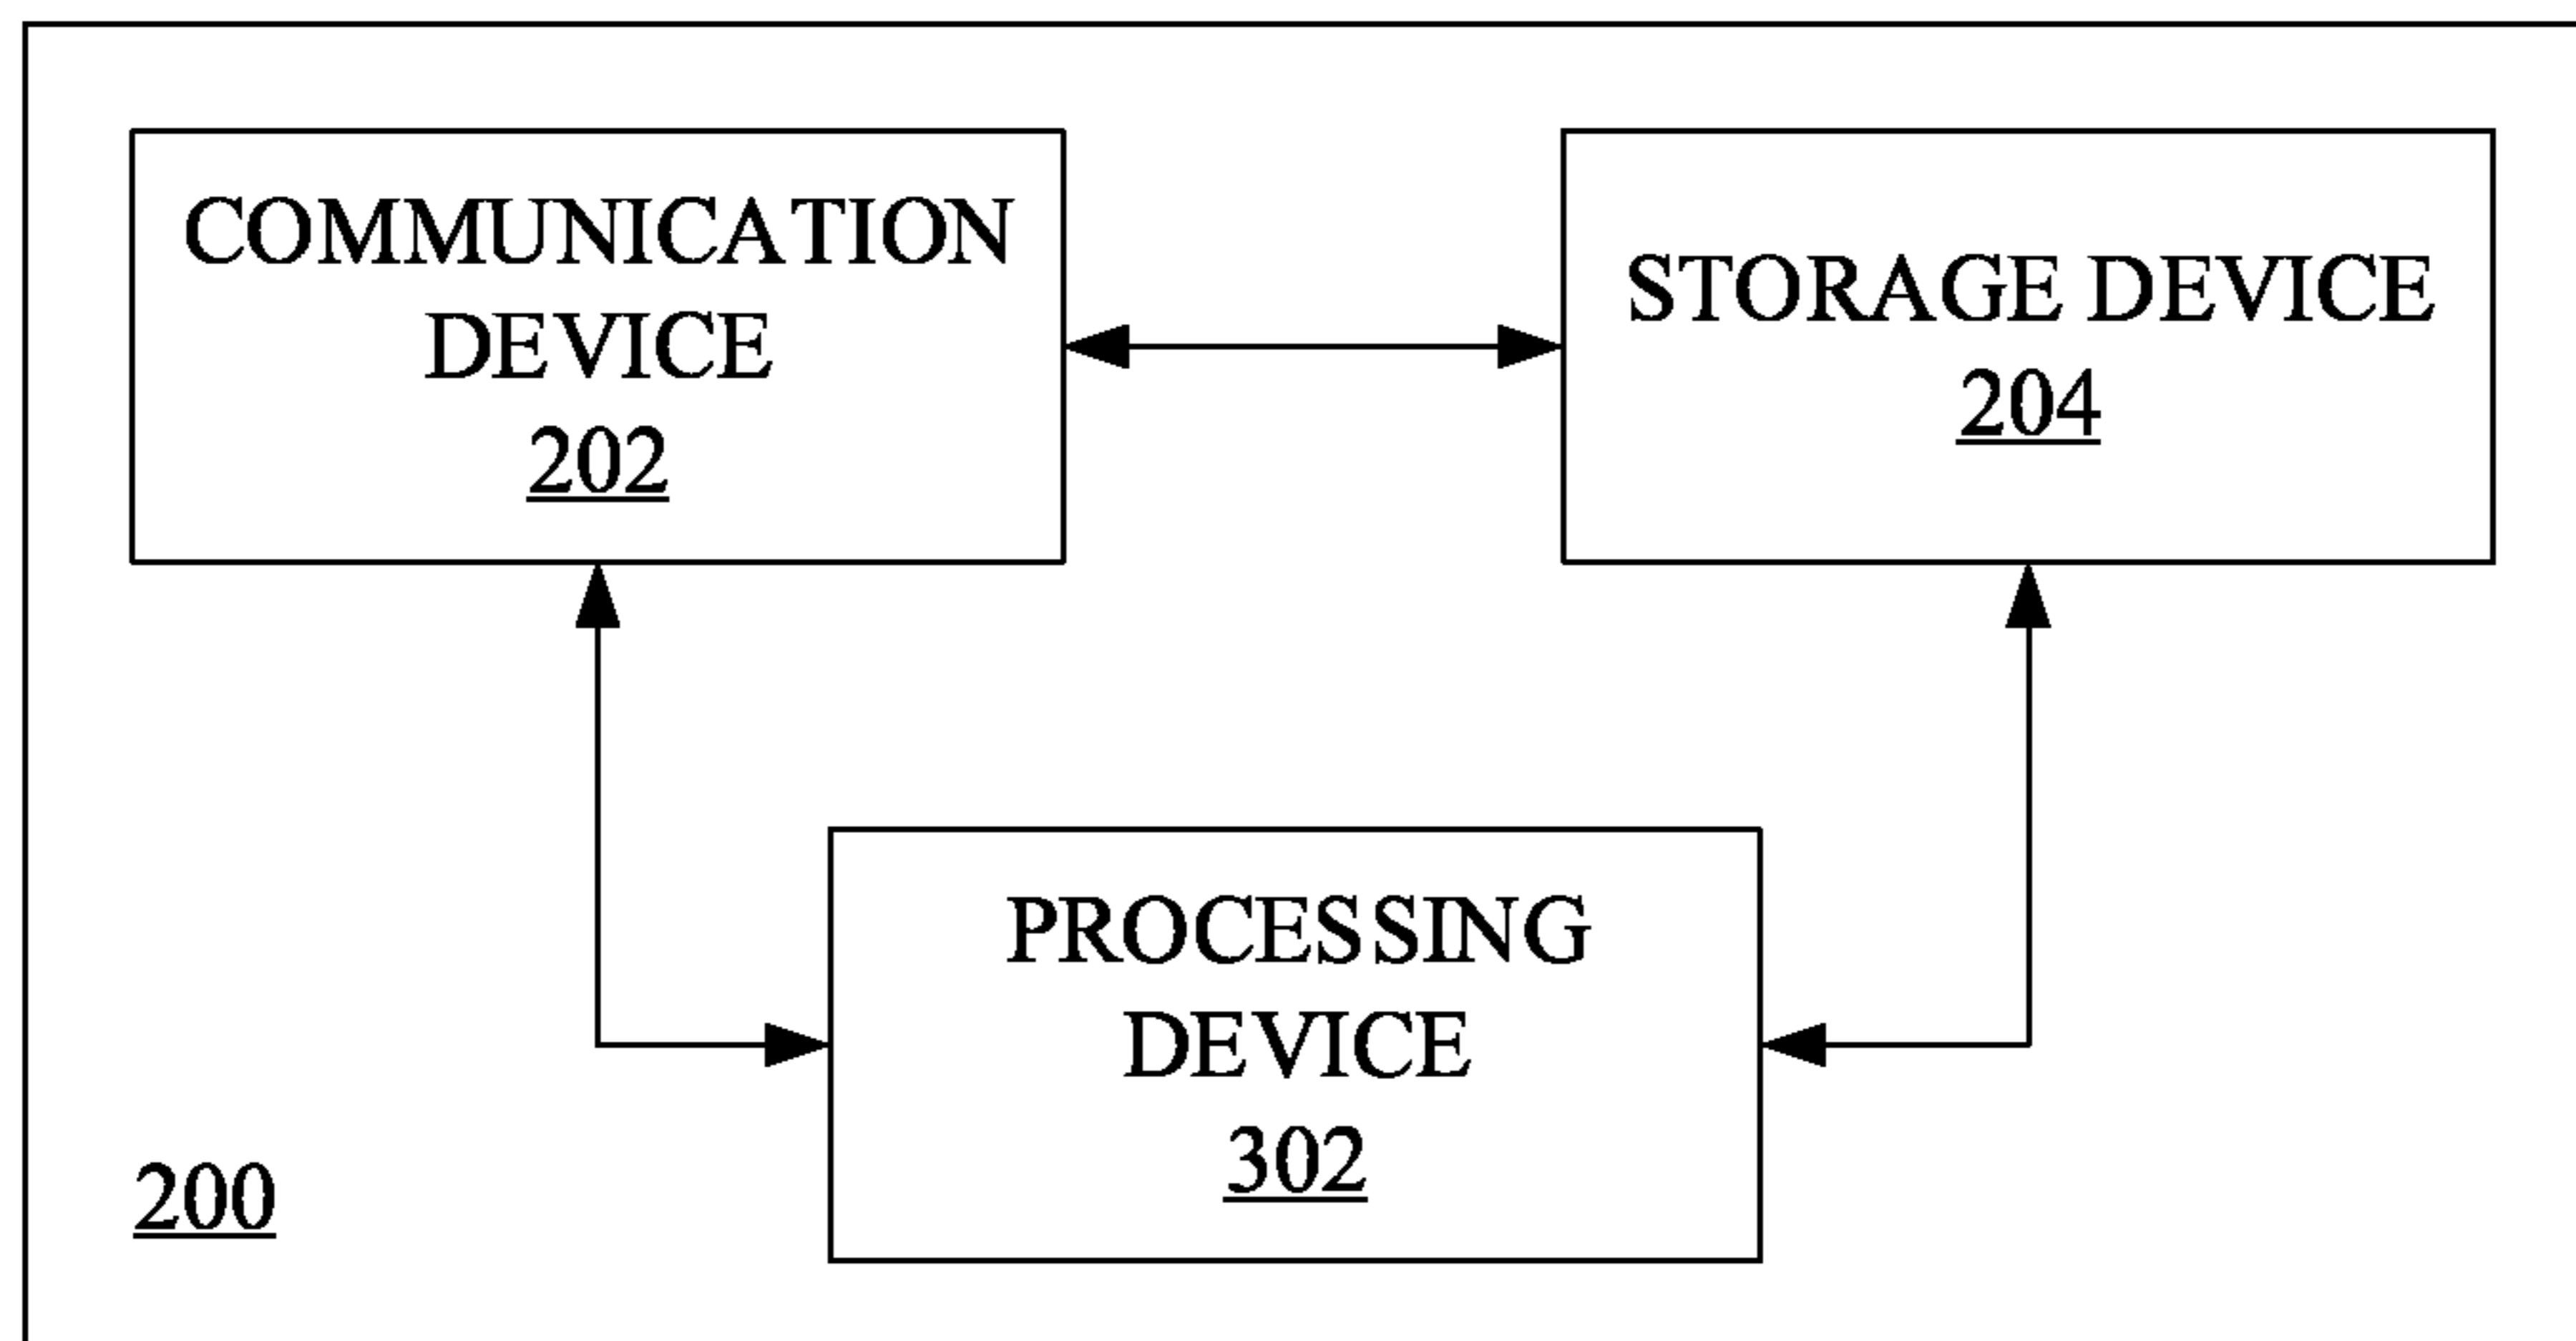 COMMUNICATION
DEVICE
202
STORAGE DEVICE
204
PROCESSING
DEVICE
302
200